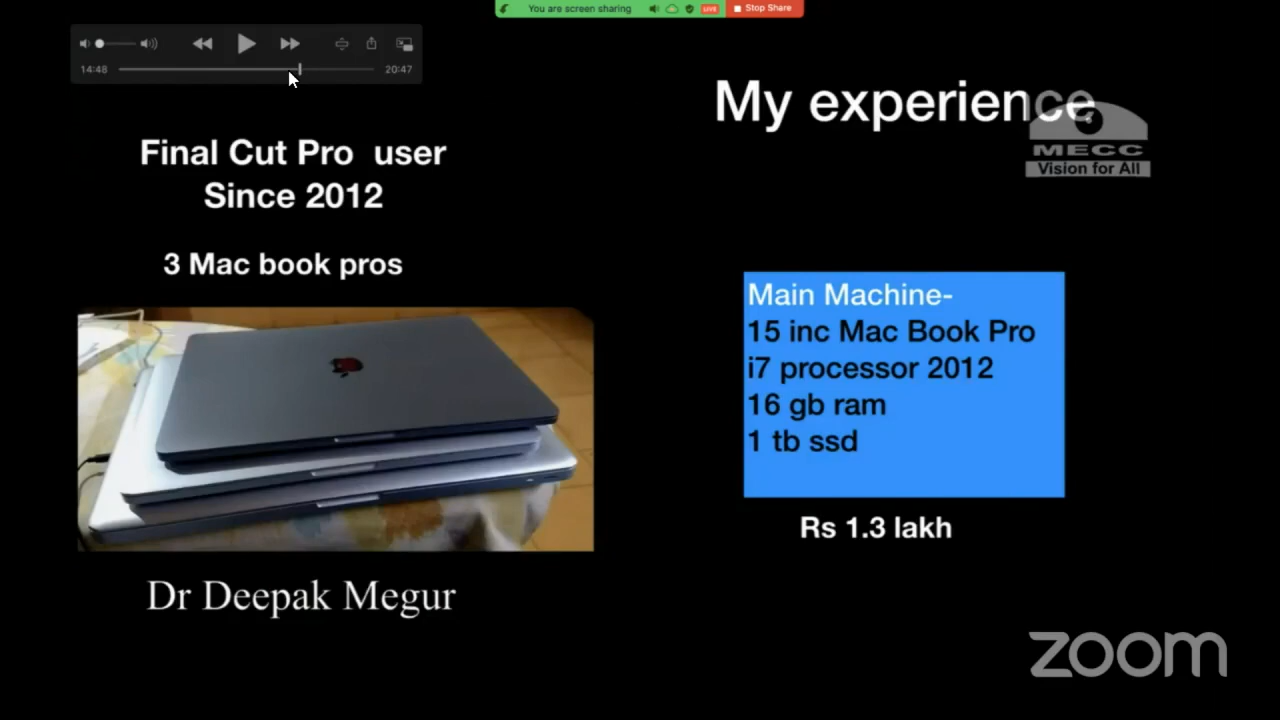 You are screen sharing
LIVE
Stop Share
14:48
20:47
My experience
MECC
Vision for All
Final Cut Pro  user
Since 2012
3 Mac book pros
Main Machine-
15 inc Mac Book Pro
i7 processor 2012
16 gb ram
1 tb ssd
Rs 1.3 lakh
Dr Deepak Megur
zoom